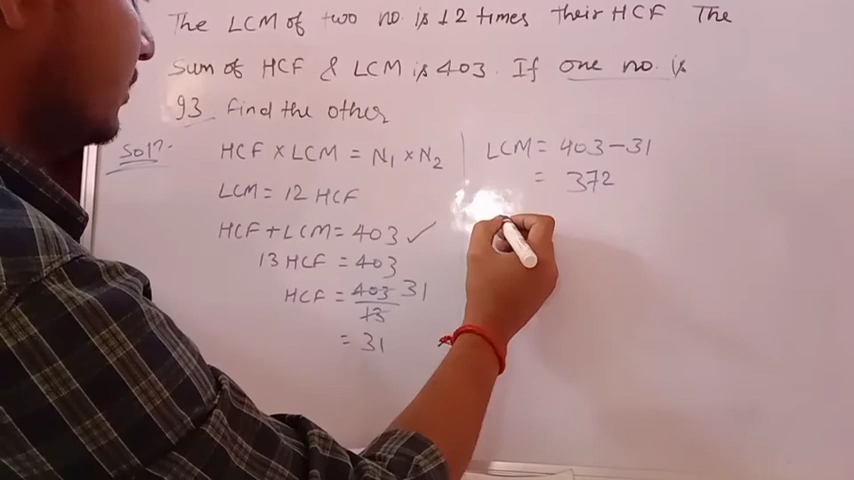 The LCM of two no. is 12 times their HCF The
Sum of HCF & LCM is 403. If one no. is
93 find the other
Sol?-
HCF × LCM = N₁ × N₂
LCM = 12 HCF
HCF + LCM = 403 ✓
13 HCF = 403
HCF = 403/13 31
= 31
LCM = 403 - 31
= 372